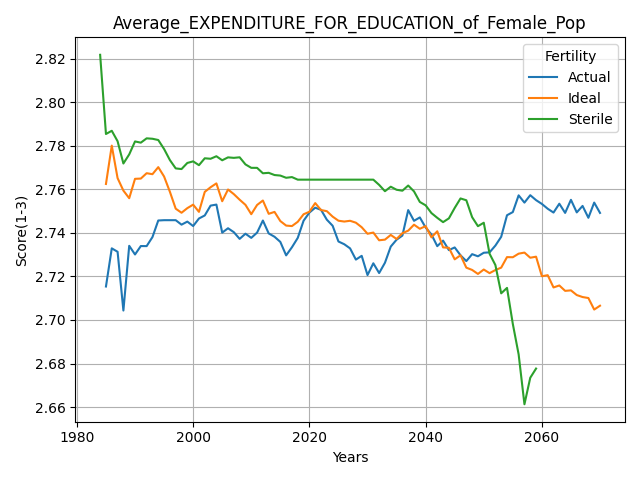 Average_EXPENDITURE_FOR_EDUCATION_of_Female_Pop
Fertility
Actual
Ideal
Sterile
Score(1-3)
2.82
2.80
2.78
2.76
2.74
2.72
2.70
2.68
2.66
1980
2000
2020
2040
2060
Years